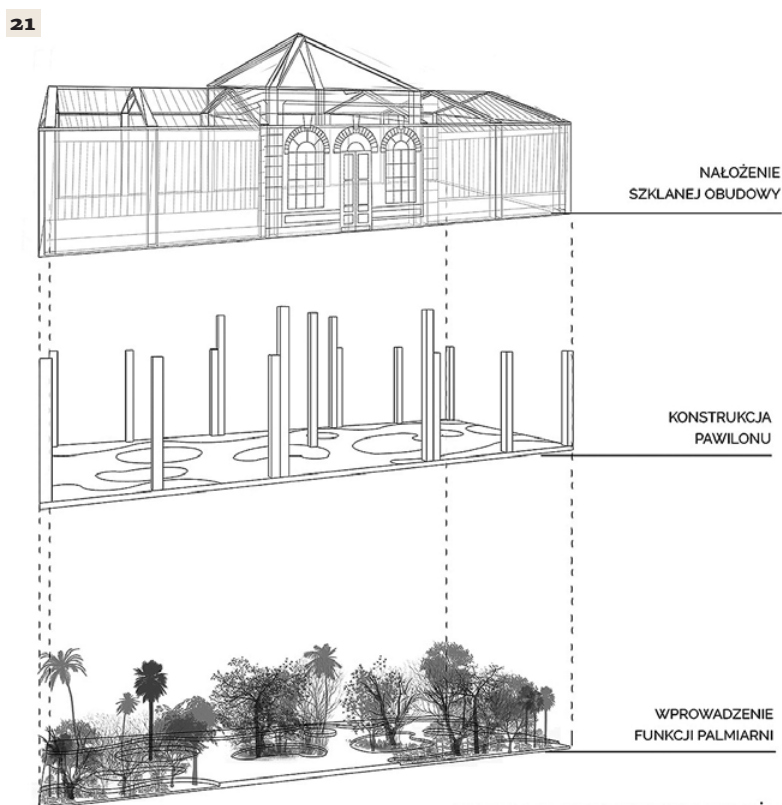 21
NAŁOŻENIE
SZKLANEJ OBUDOWY
KONSTRUKCJA
PAWILONU
WPROWADZENIE
FUNKCJI PALMIARNI